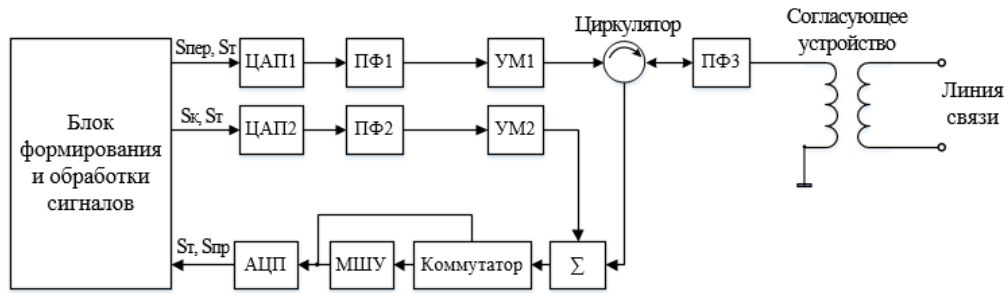 Циркулятор
Согласующее
устройство
Sпер, Sт
ЦАП1
ПФ1
УМ1
ПФ3
Линия
связи
Блок
формирования
и обработки
сигналов
Sк, Sт
ЦАП2
ПФ2
УМ2
Sт, Sпр
АЦП
МШУ
Коммутатор
Σ